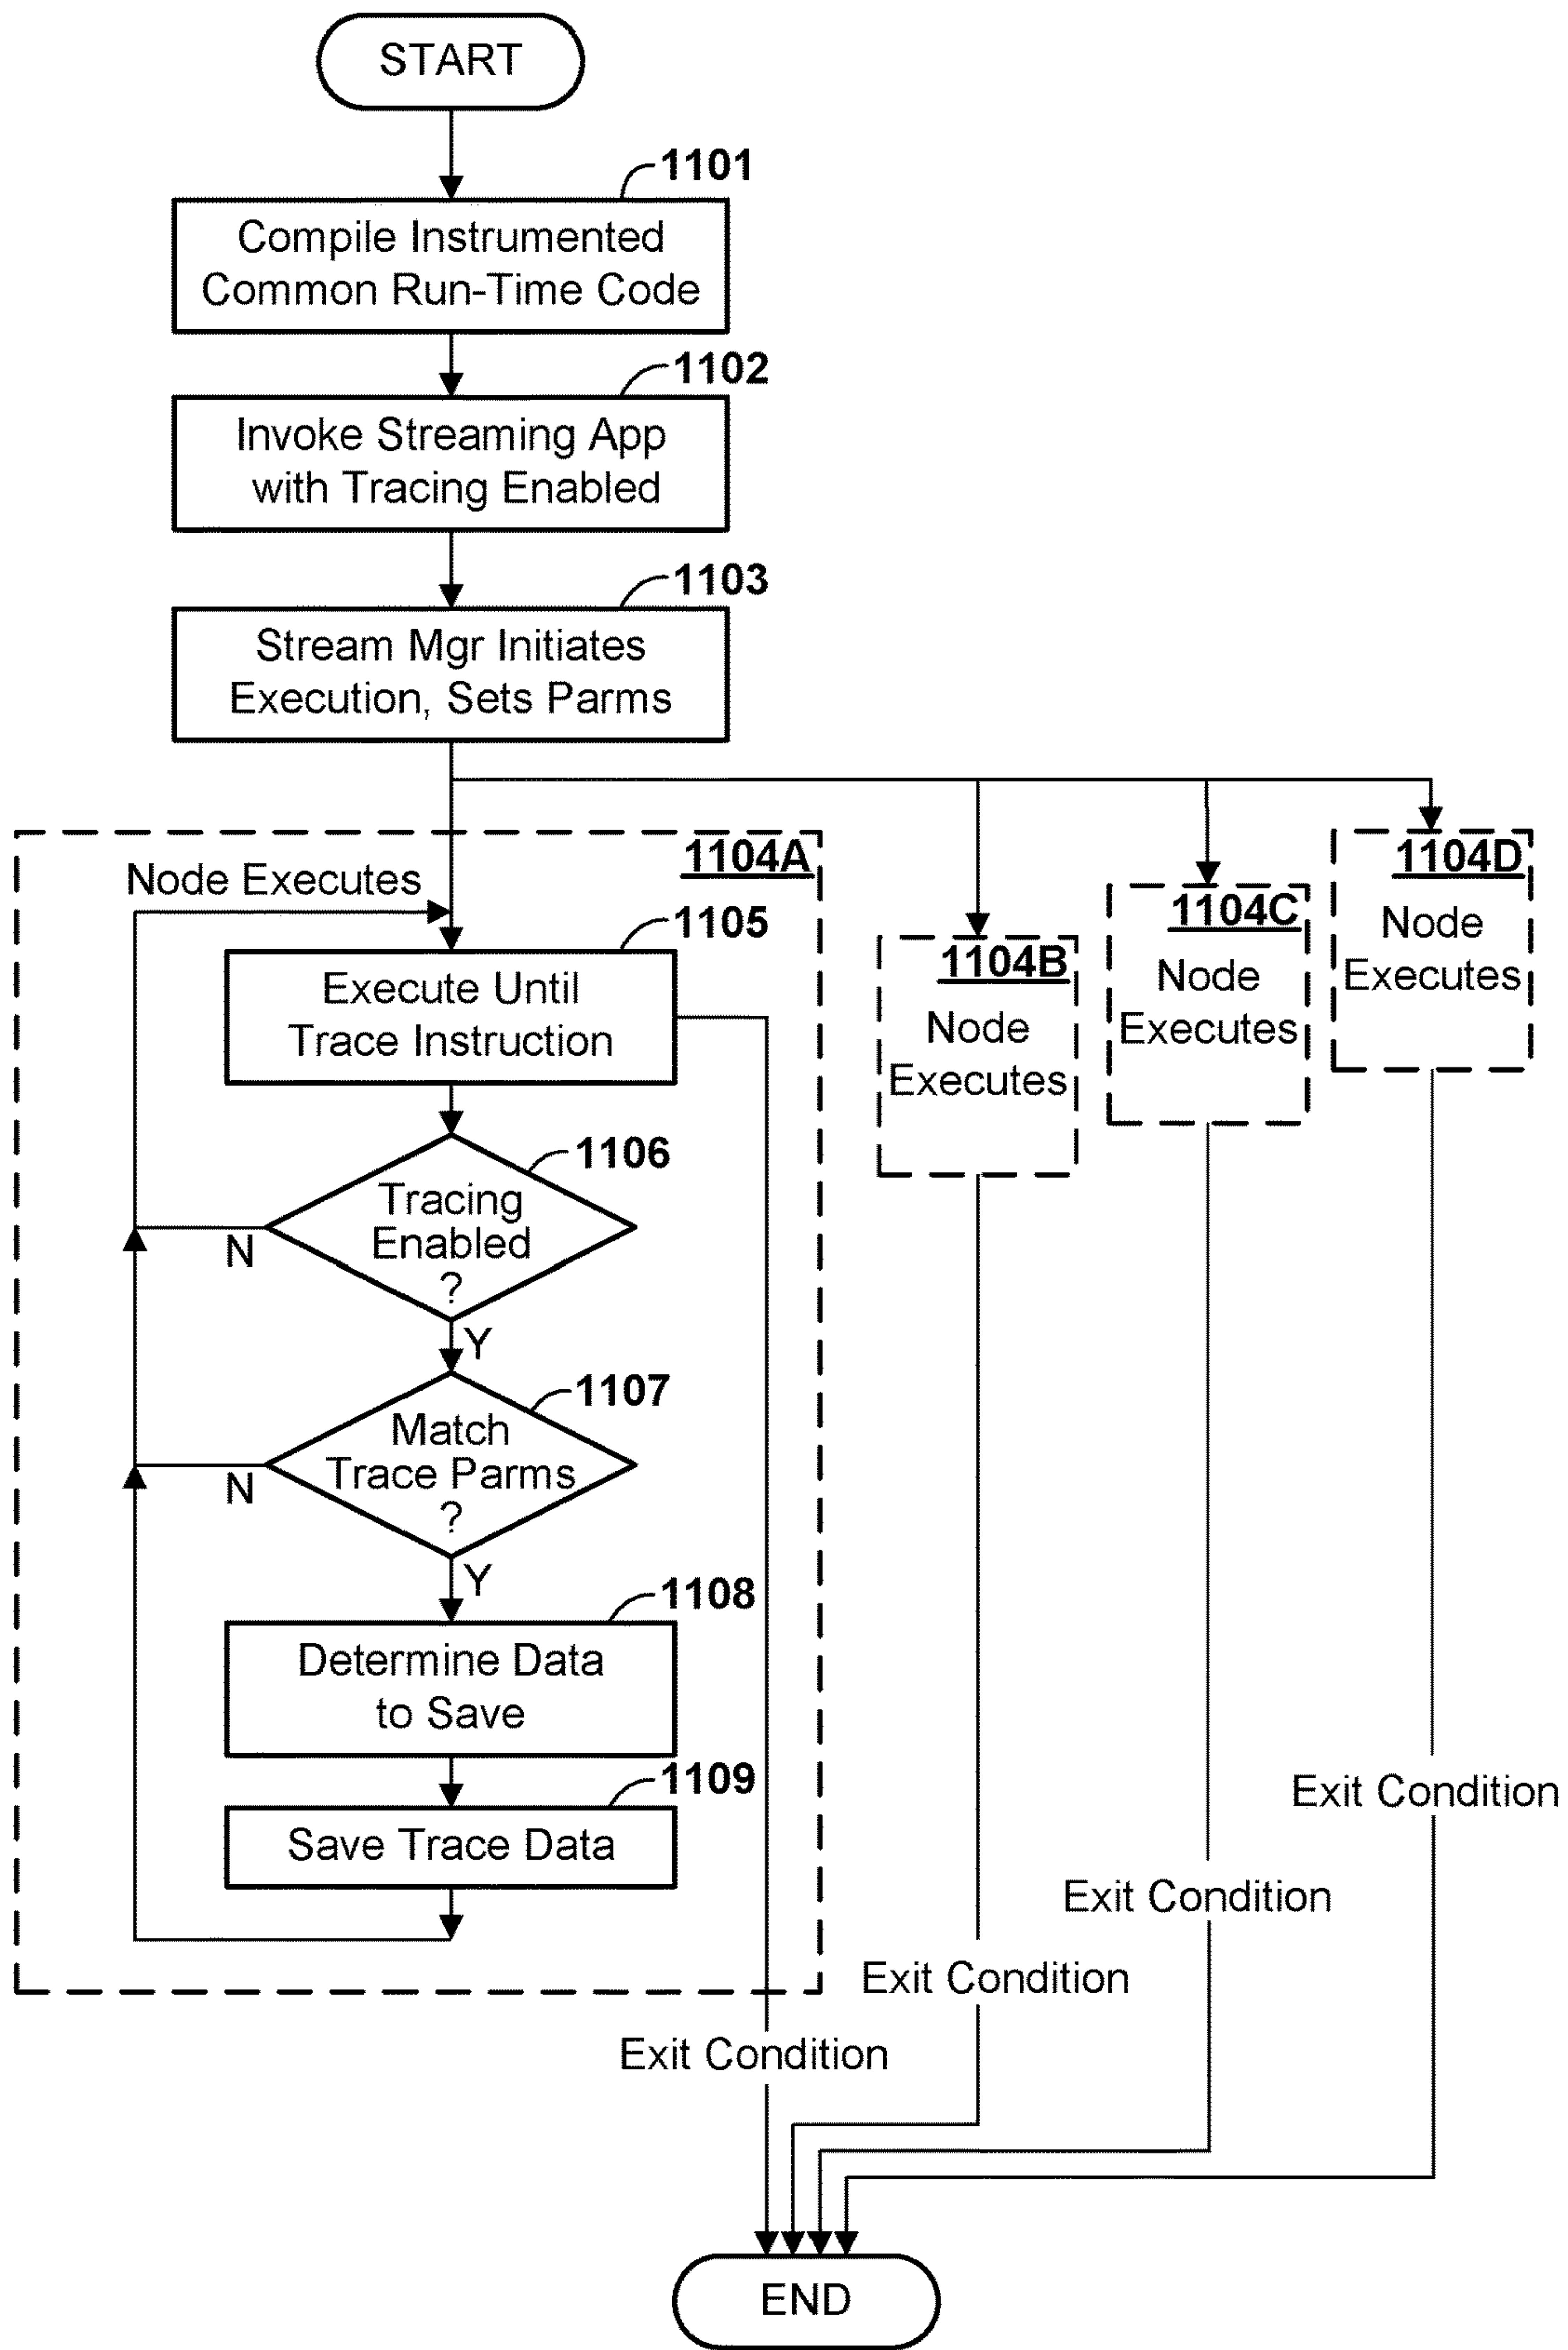 START
1101
Compile Instrumented
Common Run-Time Code
1102
Invoke Streaming App
with Tracing Enabled
1103
Stream Mgr Initiates
Execution, Sets Parms
1104A
Node Executes
1105
Execute Until
Trace Instruction
1106
Tracing
Enabled
?
N
Y
1107
Match
Trace Parms
?
N
Y
1108
Determine Data
to Save
1109
Save Trace Data
Exit Condition
1104B
Node
Executes
Exit Condition
1104C
Node
Executes
Exit Condition
1104D
Node
Executes
Exit Condition
END